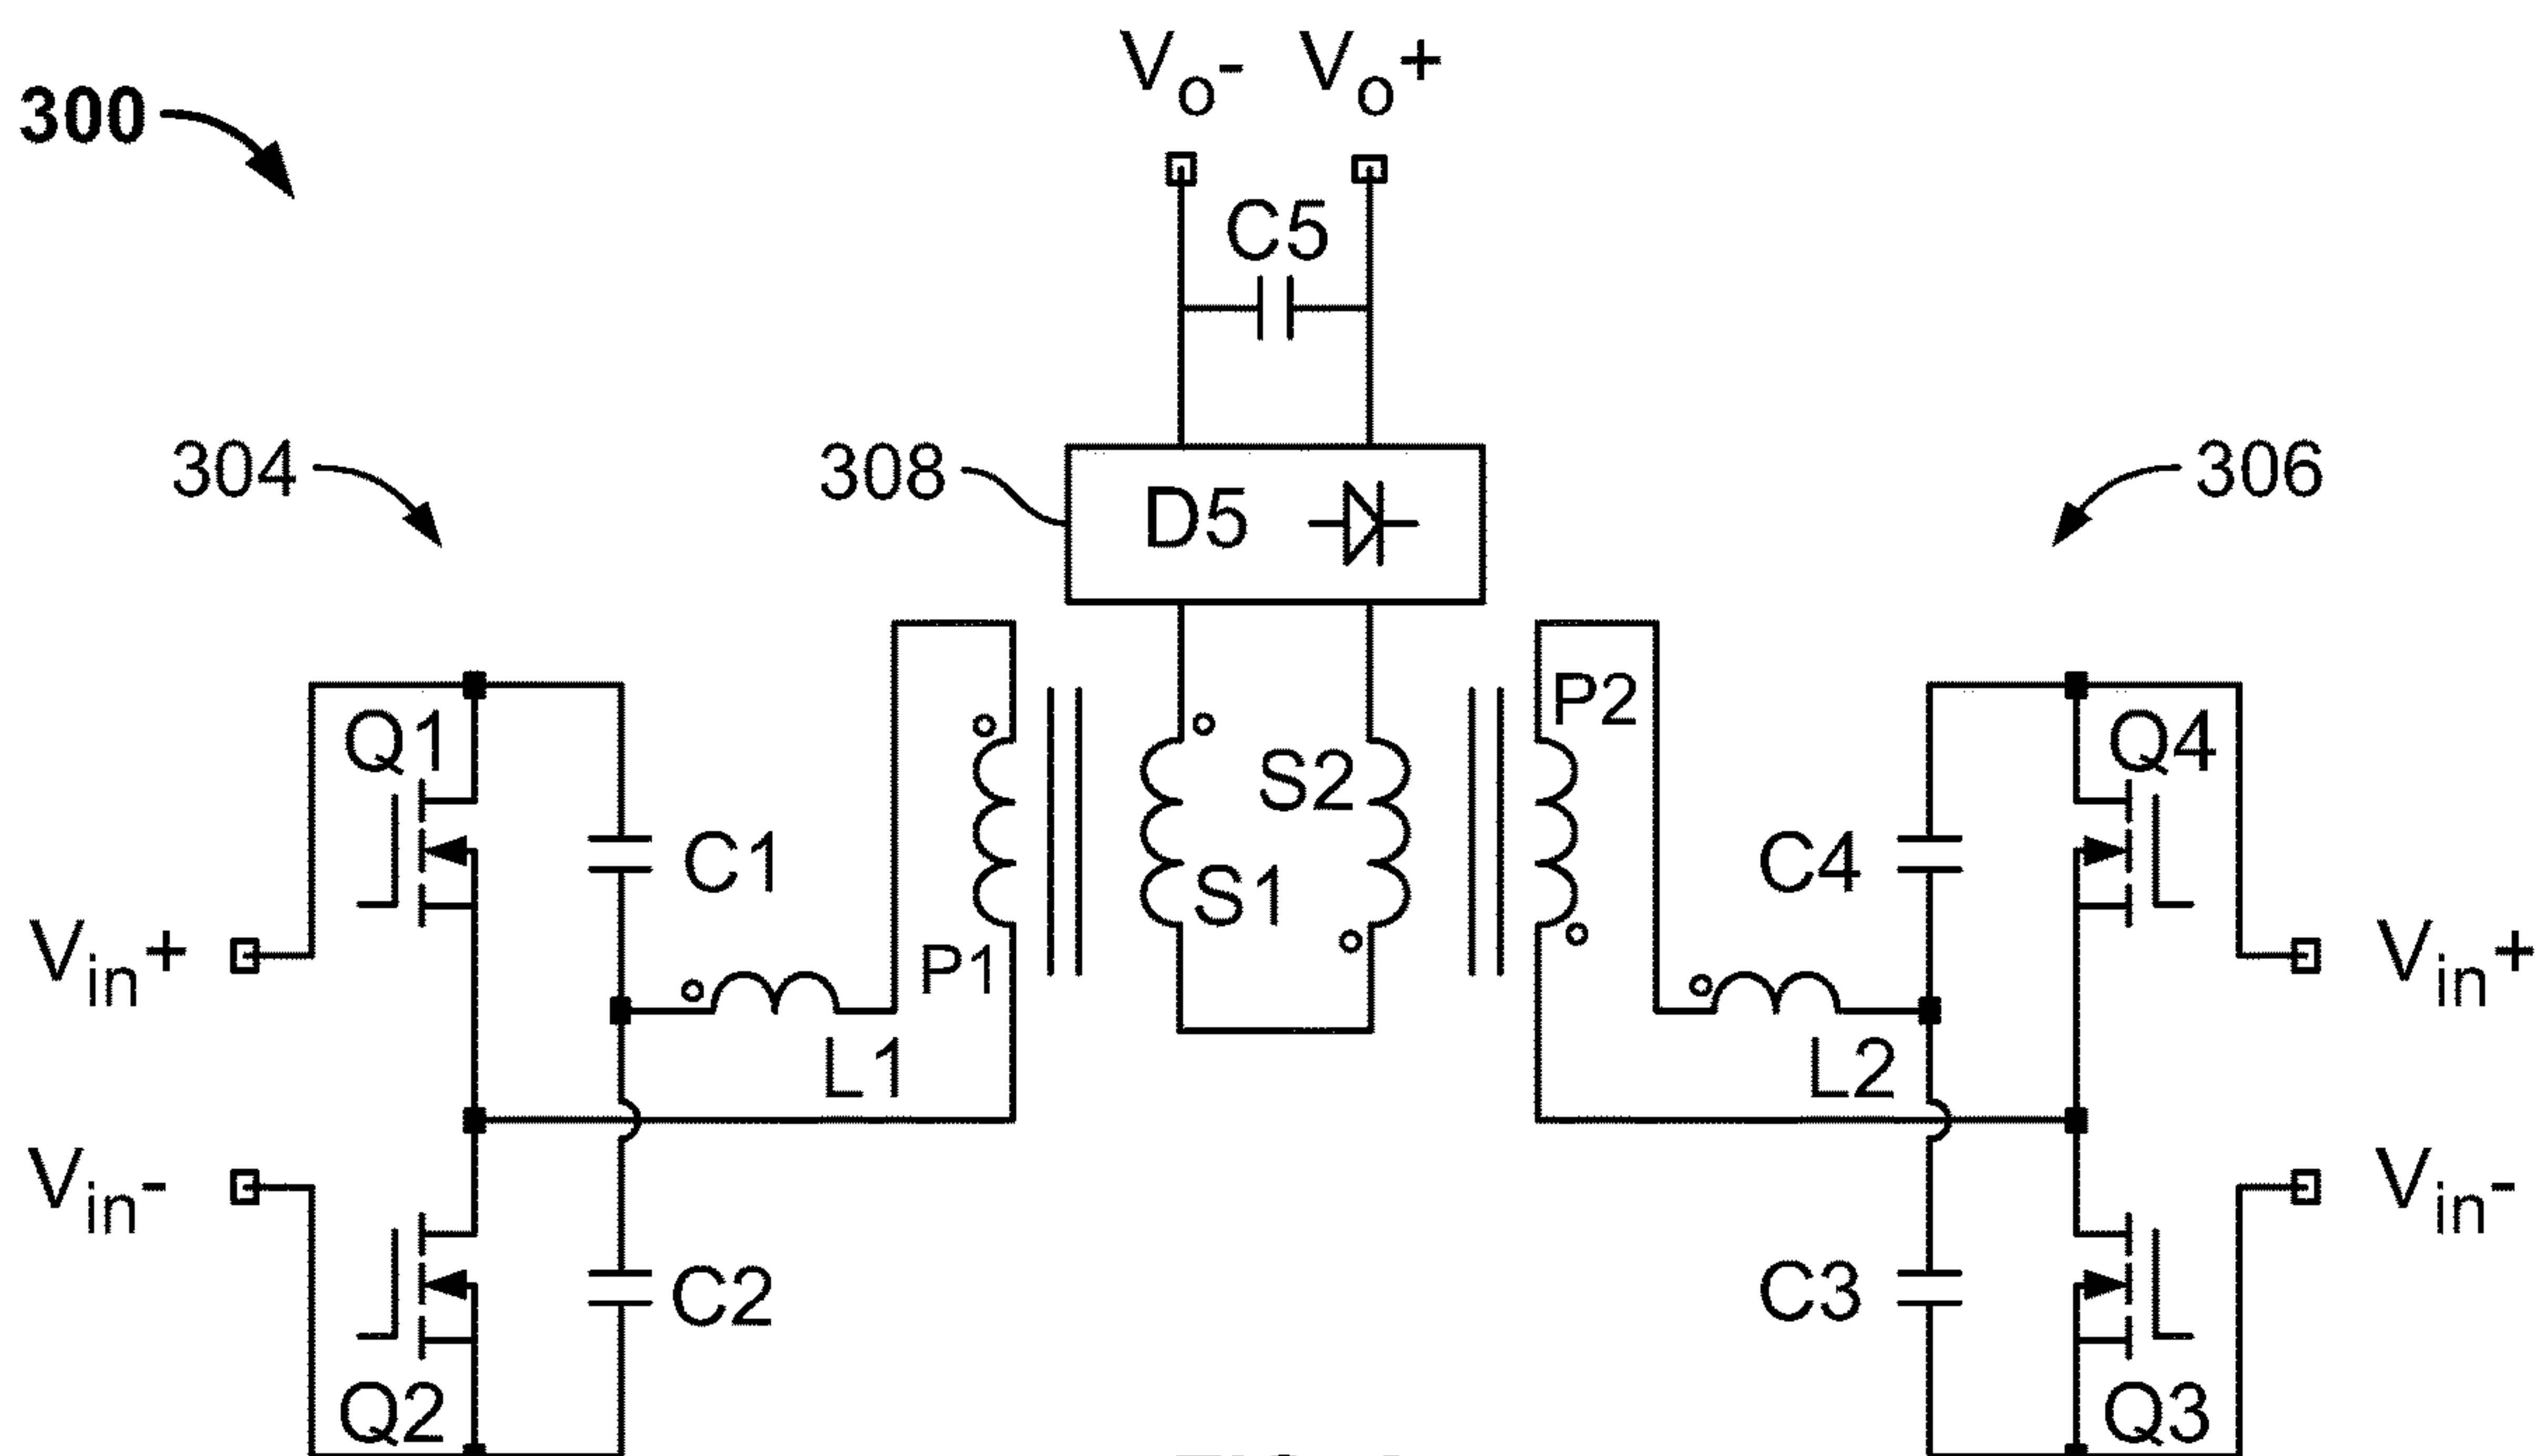 300
Vo- Vo+
C5
304
308
D5
306
Q1
C1
P1
S1
S2
P2
C4
Q4
Vin+
Vin+
L1
L2
Vin-
Vin-
C2
C3
Q2
Q3